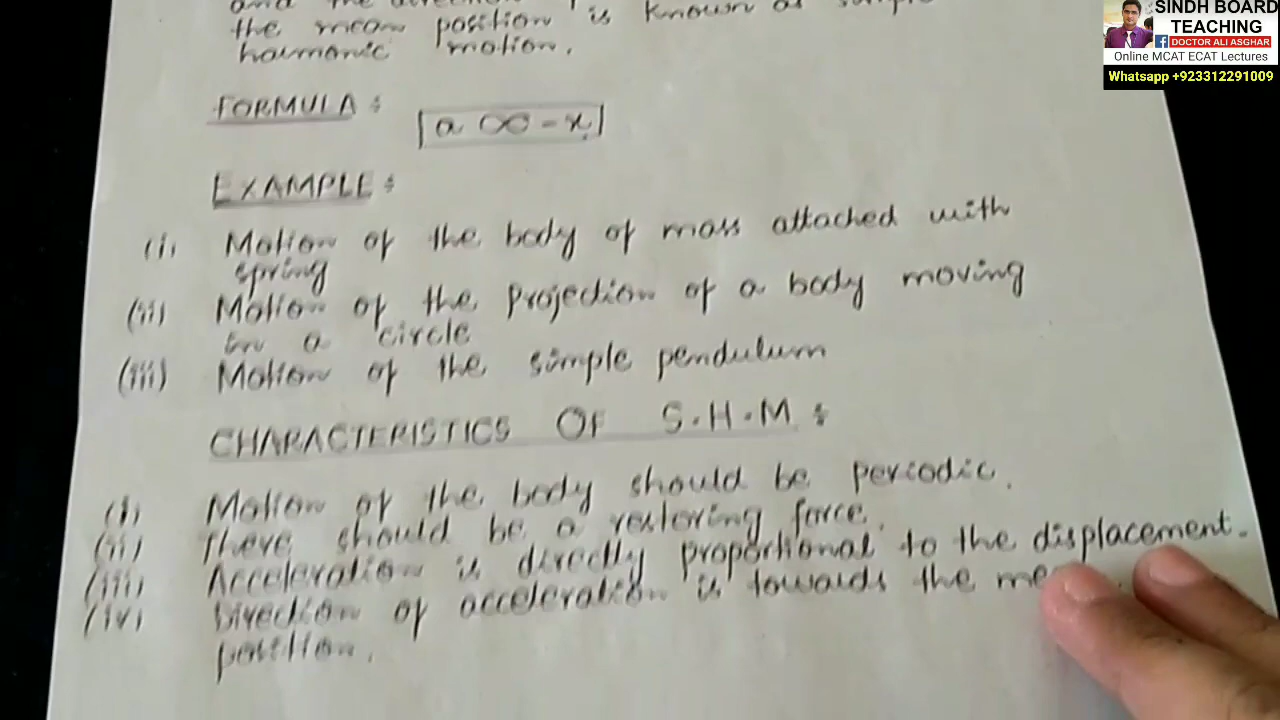 and the direction
the mean position is known as simple
harmonic motion.
FORMULA :
a ∝ -x
EXAMPLE :
(i) Motion of the body of mass attached with
spring
(ii) Motion of the projection of a body moving
in a circle
(iii) Motion of the simple pendulum
CHARACTERISTICS OF S.H.M :
(i) Motion of the body should be periodic.
(ii) There should be a restoring force.
(iii) Acceleration is directly proportional to the displacement.
(iv) Direction of acceleration is towards the
position.
SINDH BOARD
TEACHING
f DOCTOR ALI ASGHAR
Online MCAT ECAT Lectures
Whatsapp +923312291009